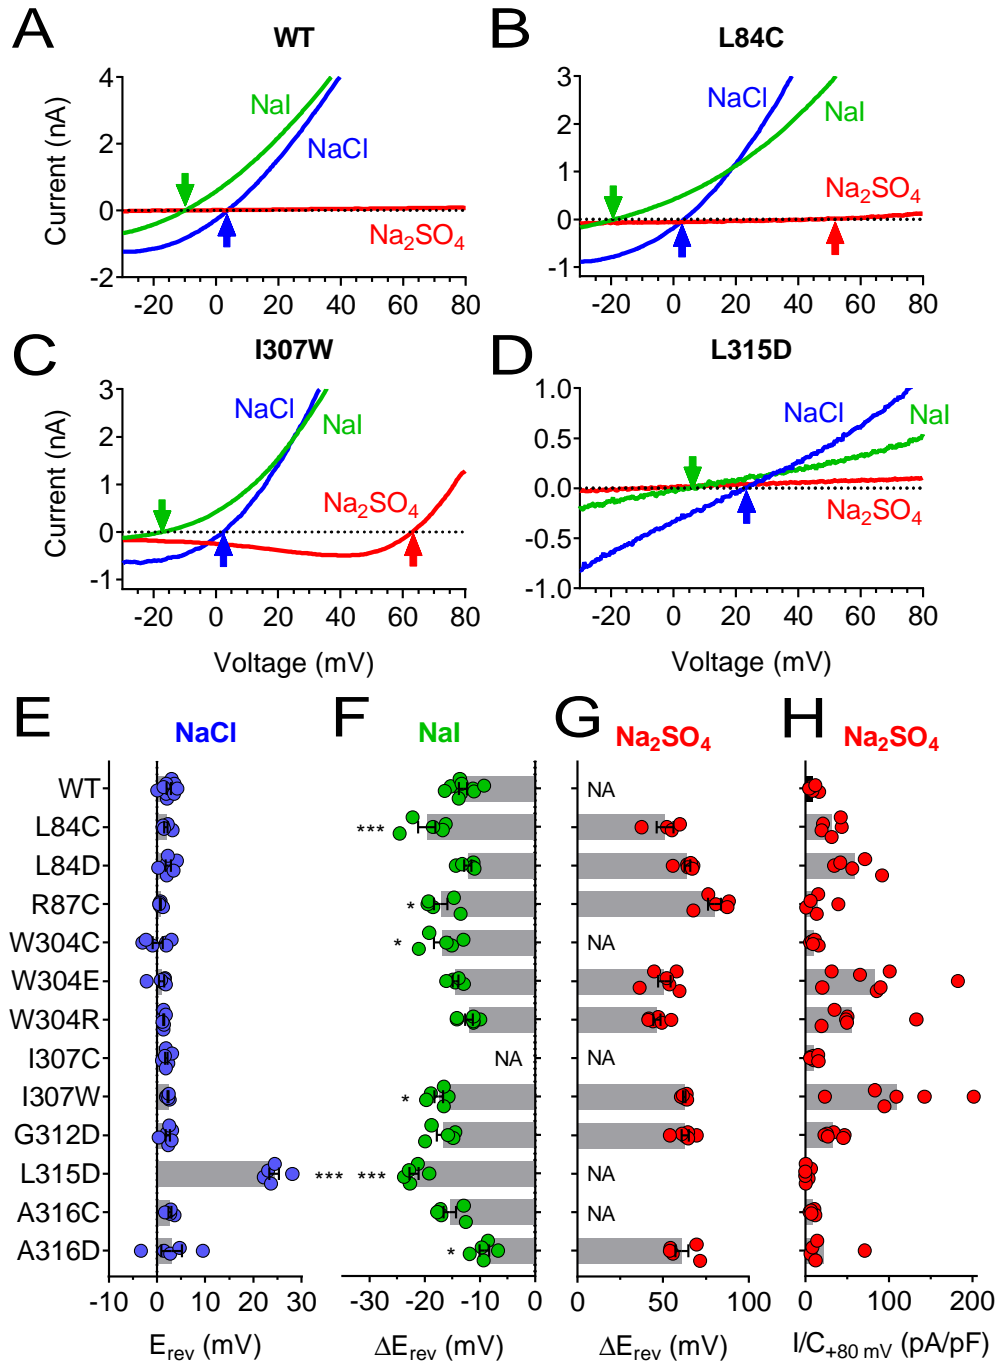 A
WT
4
2
0
-2
Current (nA)
NaI
NaCl
Na2SO4
-20 0 20 40 60 80
B
L84C
3
2
1
0
-1
NaCl
NaI
Na2SO4
-20 0 20 40 60 80
C
I307W
3
2
1
0
-1
Current (nA)
NaCl
NaI
Na2SO4
-20 0 20 40 60 80
Voltage (mV)
D
L315D
1.0
0.5
0.0
-0.5
-1.0
NaCl
NaI
Na2SO4
-20 0 20 40 60 80
Voltage (mV)
E
NaCl
F
NaI
G
Na2SO4
H
Na2SO4
WT NA
L84C ***
L84D
R87C *
W304C * NA
W304E
W304R
I307C NA NA
I307W *
G312D
L315D *** *** NA
A316C NA
A316D *
-10 0 10 20 30
Erev (mV)
-30 -20 -10 0
ΔErev (mV)
0 50 100
ΔErev (mV)
0 100 200
I/C+80 mV (pA/pF)